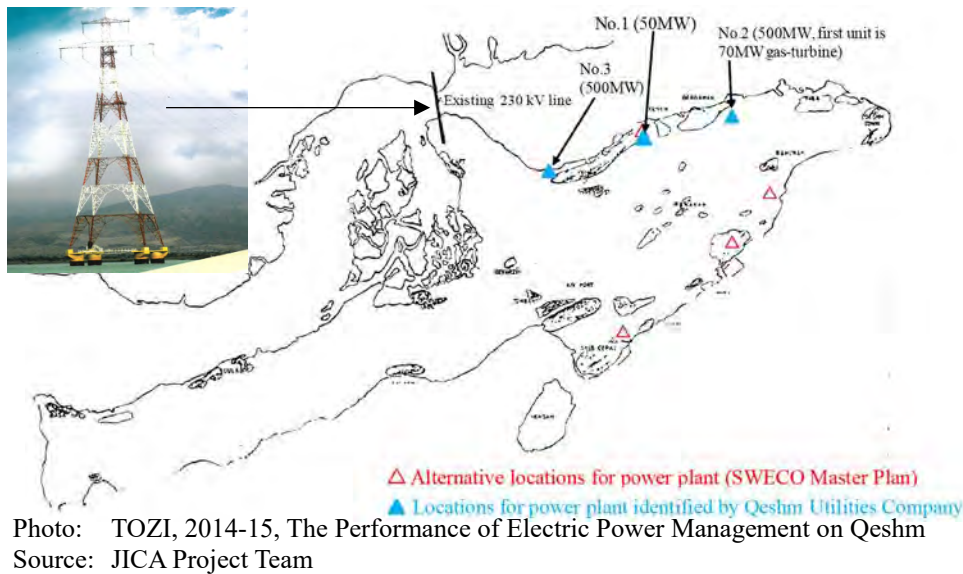 No.1 (50MW)
No.2 (500MW, first unit is
70MW gas-turbine)
No.3
(500MW)
Existing 230 kV line
AIR PORT
HENGAM
△ Alternative locations for power plant (SWECO Master Plan)
▲ Locations for power plant identified by Qeshm Utilities Company
Photo: TOZI, 2014-15, The Performance of Electric Power Management on Qeshm
Source: JICA Project Team